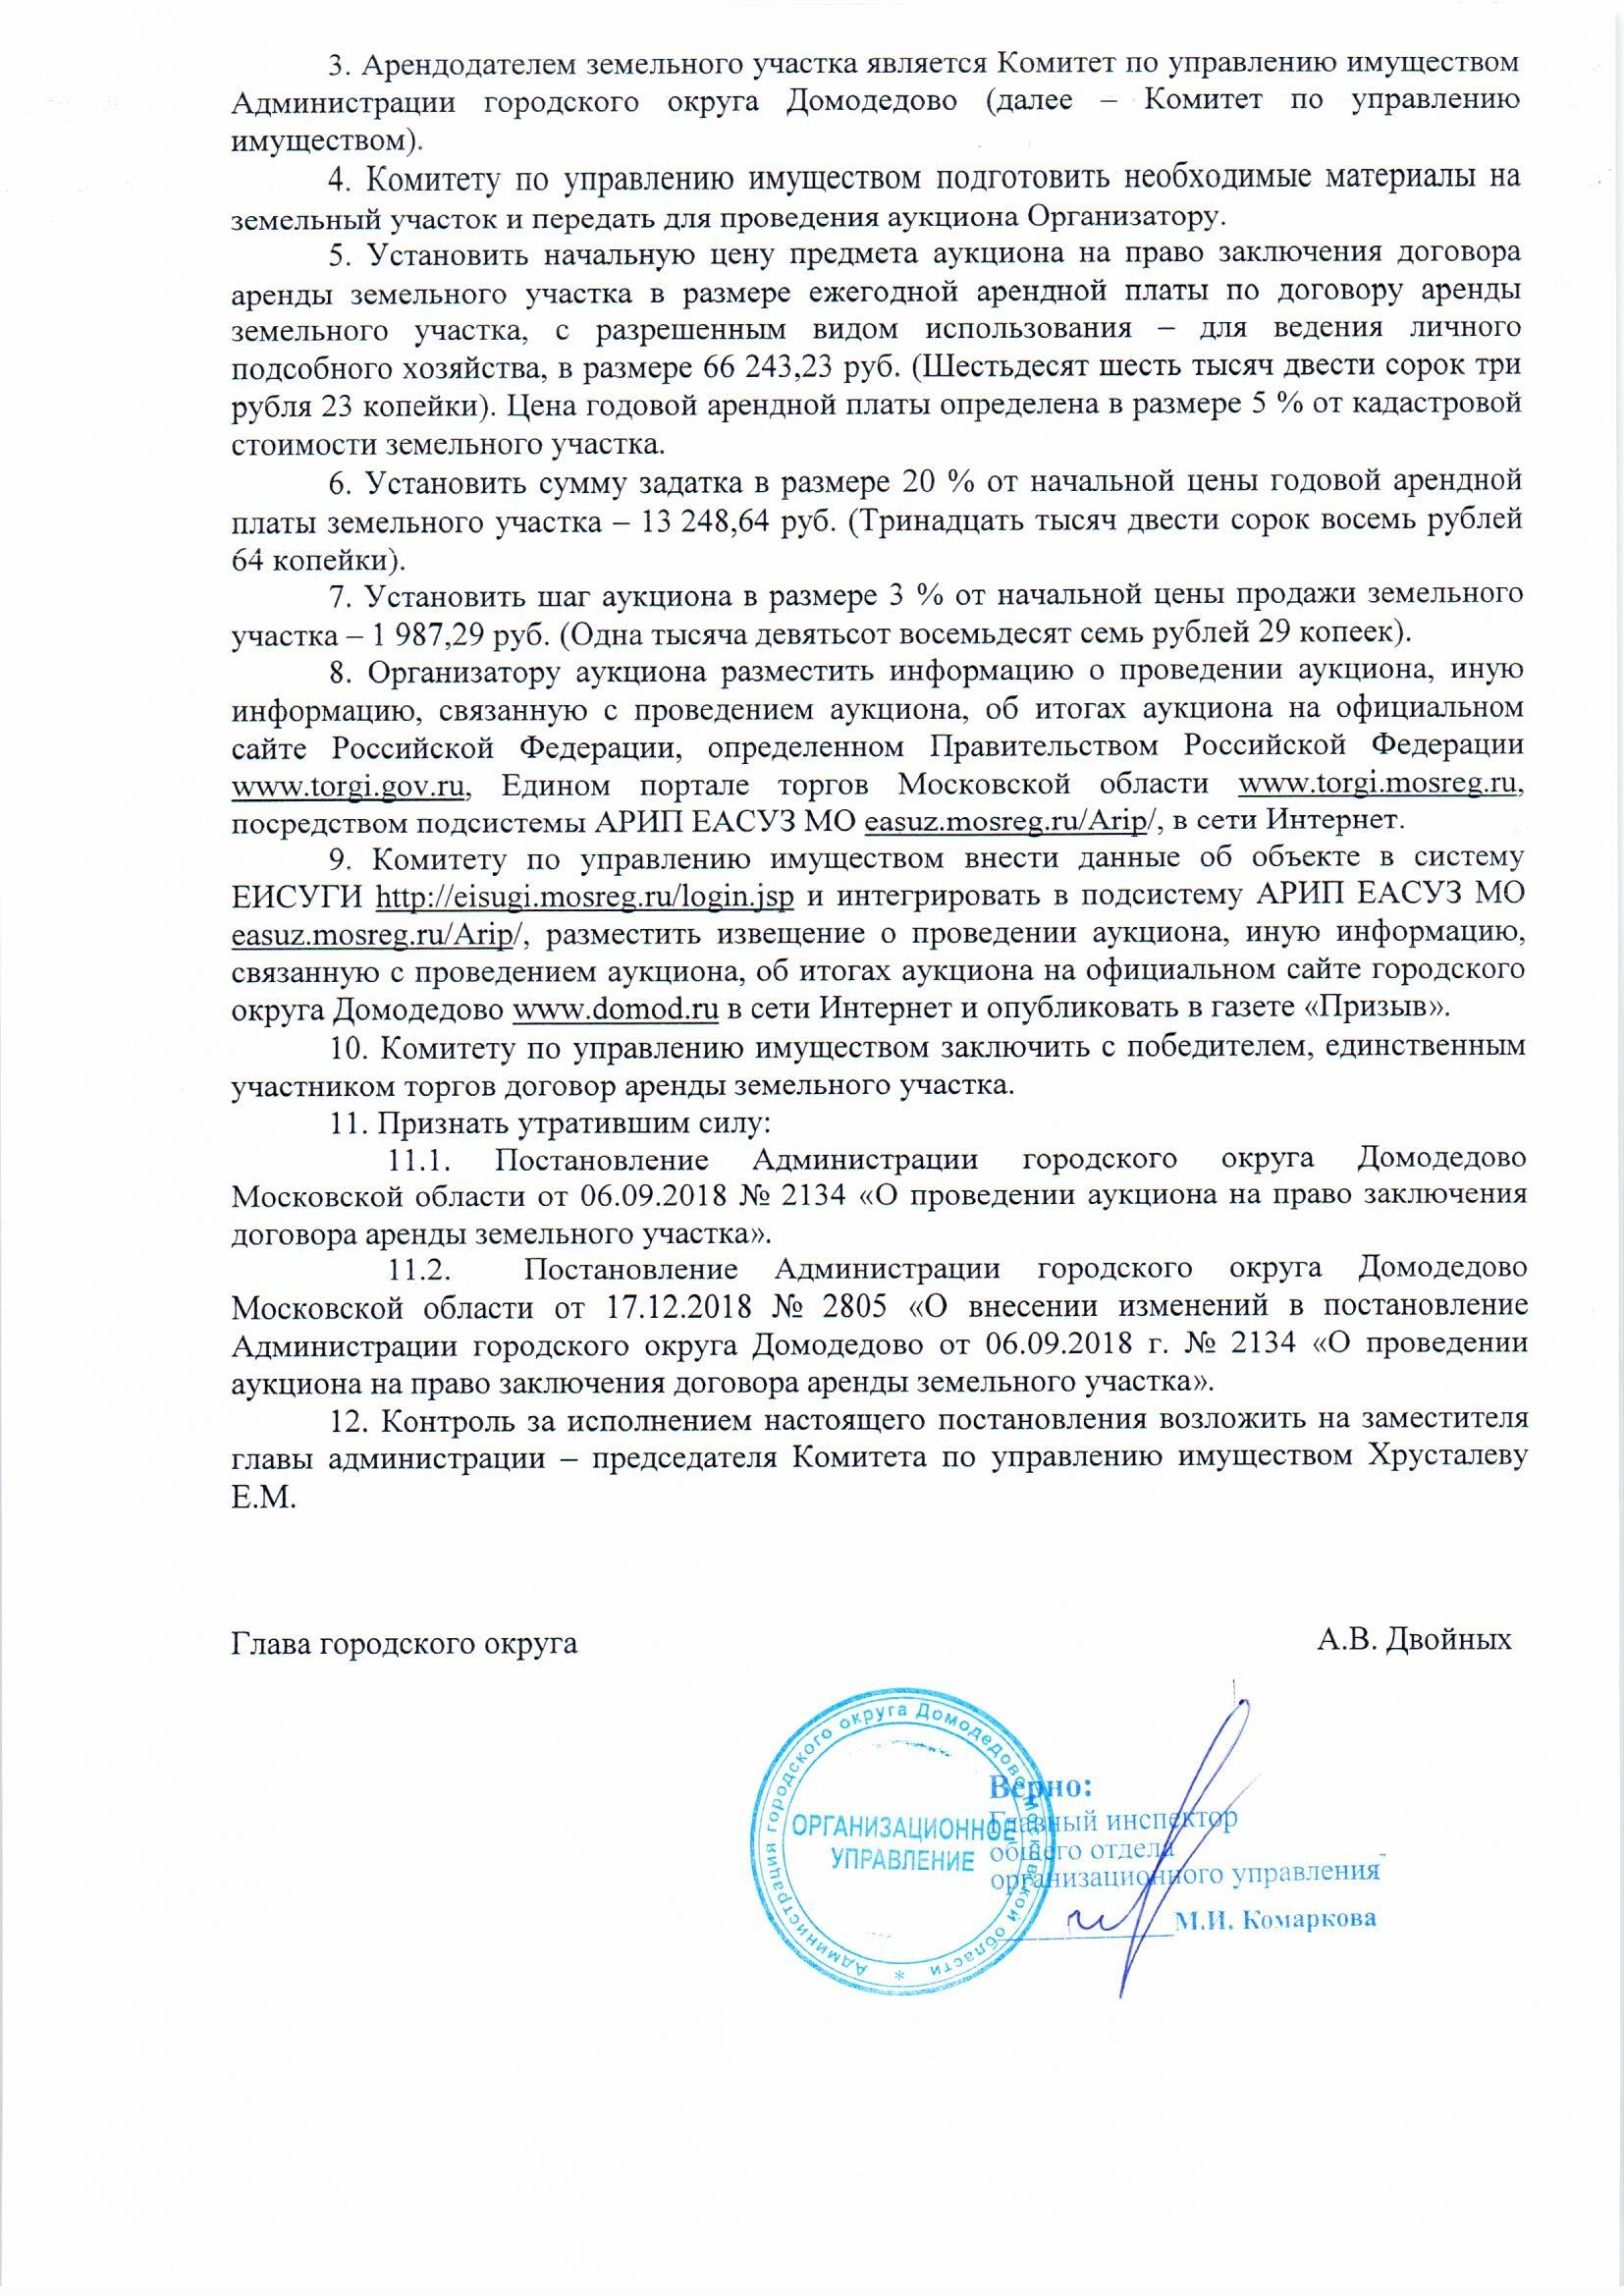 3. Арендодателем земельного участка является Комитет по управлению имуществом
Администрации городского округа Домодедово (далее – Комитет по управлению
имуществом).
4. Комитету по управлению имуществом подготовить необходимые материалы на
земельный участок и передать для проведения аукциона Организатору.
5. Установить начальную цену предмета аукциона на право заключения договора
аренды земельного участка в размере ежегодной арендной платы по договору аренды
земельного участка, с разрешенным видом использования – для ведения личного
подсобного хозяйства, в размере 66 243,23 руб. (Шестьдесят шесть тысяч двести сорок три
рубля 23 копейки). Цена годовой арендной платы определена в размере 5 % от кадастровой
стоимости земельного участка.
6. Установить сумму задатка в размере 20 % от начальной цены годовой арендной
платы земельного участка – 13 248,64 руб. (Тринадцать тысяч двести сорок восемь рублей
64 копейки).
7. Установить шаг аукциона в размере 3 % от начальной цены продажи земельного
участка – 1 987,29 руб. (Одна тысяча девятьсот восемьдесят семь рублей 29 копеек).
8. Организатору аукциона разместить информацию о проведении аукциона, иную
информацию, связанную с проведением аукциона, об итогах аукциона на официальном
сайте Российской Федерации, определенном Правительством Российской Федерации
www.torgi.gov.ru, Едином портале торгов Московской области www.torgi.mosreg.ru,
посредством подсистемы АРИП ЕАСУЗ МО easuz.mosreg.ru/Arip/, в сети Интернет.
9. Комитету по управлению имуществом внести данные об объекте в систему
ЕИСУГИ http://eisugi.mosreg.ru/login.jsp и интегрировать в подсистему АРИП ЕАСУЗ МО
easuz.mosreg.ru/Arip/, разместить извещение о проведении аукциона, иную информацию,
связанную с проведением аукциона, об итогах аукциона на официальном сайте городского
округа Домодедово www.domod.ru в сети Интернет и опубликовать в газете «Призыв».
10. Комитету по управлению имуществом заключить с победителем, единственным
участником торгов договор аренды земельного участка.
11. Признать утратившим силу:
11.1. Постановление Администрации городского округа Домодедово
Московской области от 06.09.2018 № 2134 «О проведении аукциона на право заключения
договора аренды земельного участка».
11.2. Постановление Администрации городского округа Домодедово
Московской области от 17.12.2018 № 2805 «О внесении изменений в постановление
Администрации городского округа Домодедово от 06.09.2018 г. № 2134 «О проведении
аукциона на право заключения договора аренды земельного участка».
12. Контроль за исполнением настоящего постановления возложить на заместителя
главы администрации – председателя Комитета по управлению имуществом Хрусталеву
Е.М.
Глава городского округа А.В. Двойных
Администрация городского округа Домодедово Московской области *
ОРГАНИЗАЦИОННОЕ
УПРАВЛЕНИЕ
Верно:
Главный инспектор
общего отдела
организационного управления
М.И. Комаркова